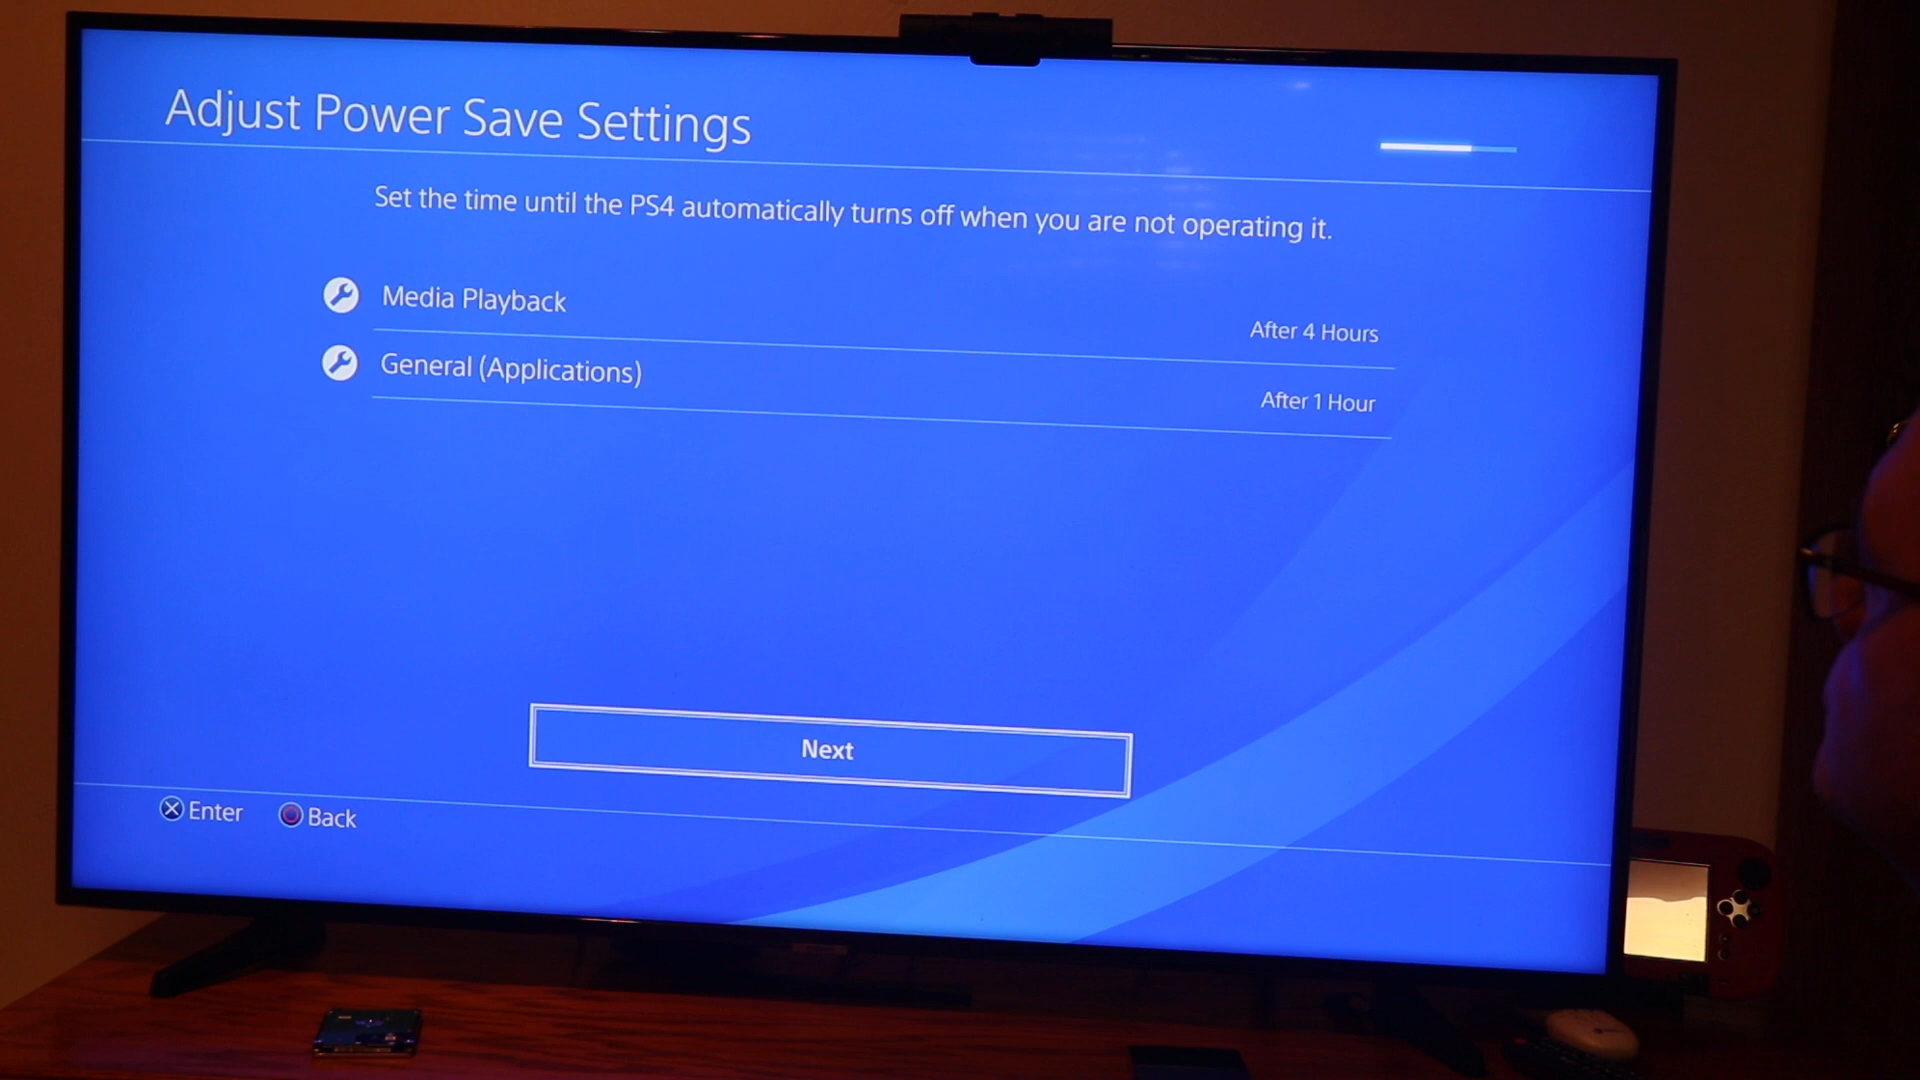 Adjust Power Save Settings
Set the time until the PS4 automatically turns off when you are not operating it.
Media Playback
After 4 Hours
General (Applications)
After 1 Hour
Next
Enter
Back